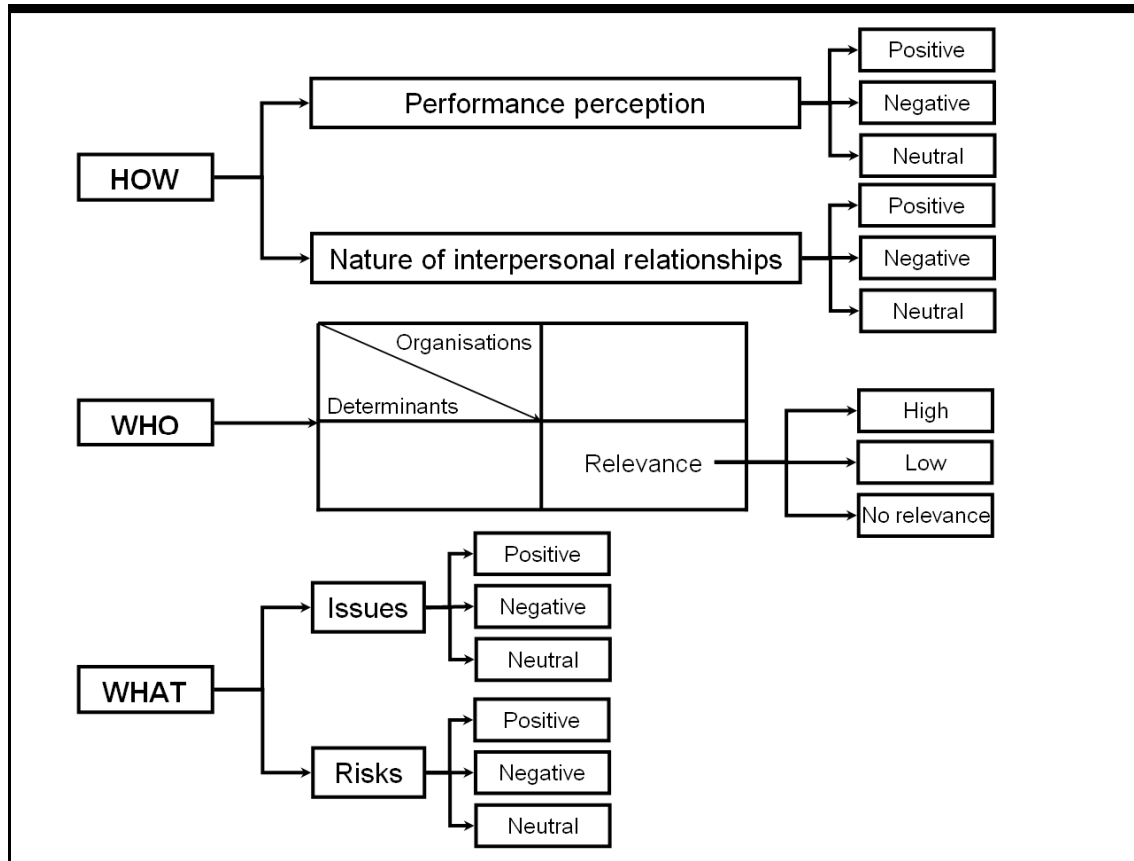 HOW
Performance perception
Positive
Negative
Neutral
Nature of interpersonal relationships
Positive
Negative
Neutral
WHO
Organisations
Determinants
Relevance
High
Low
No relevance
WHAT
Issues
Positive
Negative
Neutral
Risks
Positive
Negative
Neutral